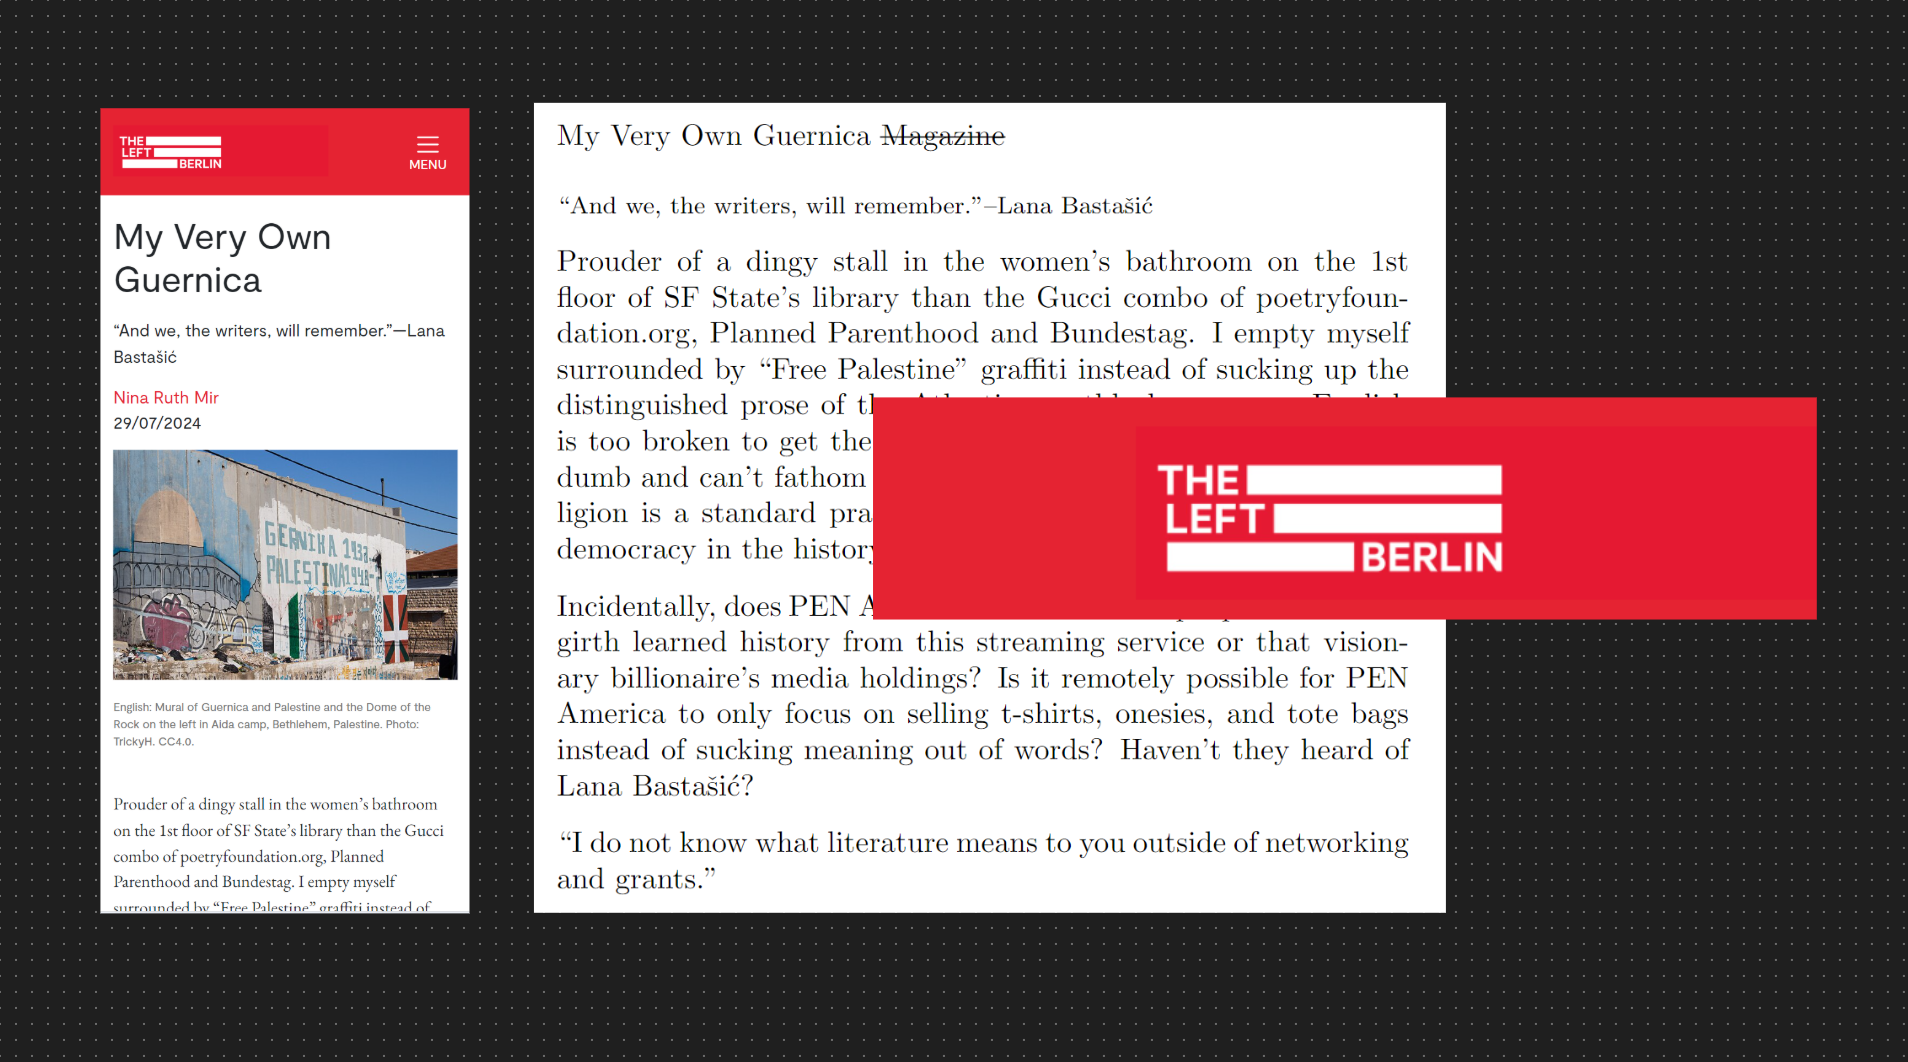 THE
LEFT
BERLIN
MENU
My Very Own
Guernica
“And we, the writers, will remember.”—Lana
Bastašić
Nina Ruth Mir
29/07/2024
GERNIKA 1937
PALESTINA 1948-
English: Mural of Guernica and Palestine and the Dome of the
Rock on the left in Aida camp, Bethlehem, Palestine. Photo:
TrickyH. CC4.0.
Prouder of a dingy stall in the women’s bathroom
on the 1st floor of SF State’s library than the Gucci
combo of poetryfoundation.org, Planned
Parenthood and Bundestag. I empty myself
surrounded by “Free Palestine” graffiti instead of
My Very Own Guernica Magazine
“And we, the writers, will remember.”–Lana Bastašić
Prouder of a dingy stall in the women’s bathroom on the 1st
floor of SF State’s library than the Gucci combo of poetryfoun-
dation.org, Planned Parenthood and Bundestag. I empty myself
surrounded by “Free Palestine” graffiti instead of sucking up the
distinguished prose of
is too broken to get the
dumb and can’t fathom
ligion is a standard
democracy in the history
Incidentally, does PEN
girth learned history from this streaming service or that vision-
ary billionaire’s media holdings? Is it remotely possible for PEN
America to only focus on selling t-shirts, onesies, and tote bags
instead of sucking meaning out of words? Haven’t they heard of
Lana Bastašić?
“I do not know what literature means to you outside of networking
and grants.”
THE
LEFT
BERLIN